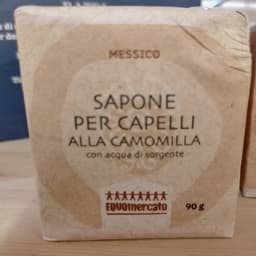 MESSICO
SAPONE
PER CAPELLI
ALLA CAMOMILLA
con acqua di sorgente
EQUOmercato
90 g